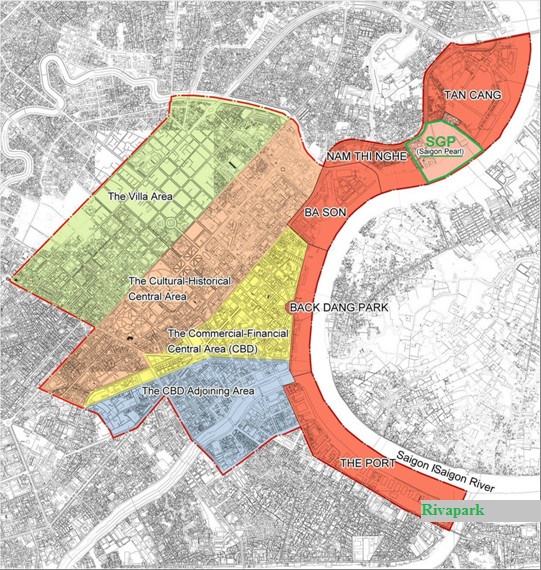 TAN CANG
SGP
(Saigon Pearl)
NAM THI NGHE
The Villa Area
BA SON
The Cultural-Historical
Central Area
BACK DANG PARK
The Commercial-Financial
Central Area (CBD)
The CBD Adjoining Area
THE PORT
Saigon RSaigon River
Rivapark